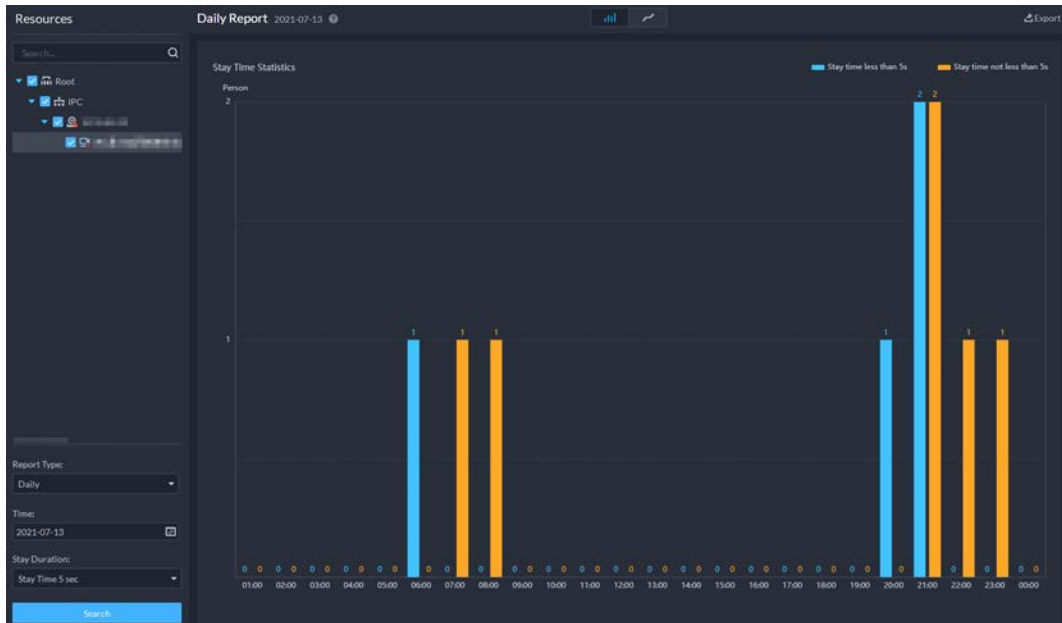 Resources
Search...
Root
IPC
Report Type:
Daily
Time:
2021-07-13
Stay Duration:
Stay Time 5 sec
Search
Daily Report 2021-07-13
Export
Stay Time Statistics
Stay time less than 5s
Stay time not less than 5s
Person
2
2 2
1
1 1 1 1 1 1
0 0 0 0 0 0 0 0 0 0 0 0 0 0 0 0 0 0 0 0 0 0 0 0 0 0 0 0 0 0 0 0 0 0 0 0 0 0 0 0
01:00 02:00 03:00 04:00 05:00 06:00 07:00 08:00 09:00 10:00 11:00 12:00 13:00 14:00 15:00 16:00 17:00 18:00 19:00 20:00 21:00 22:00 23:00 00:00